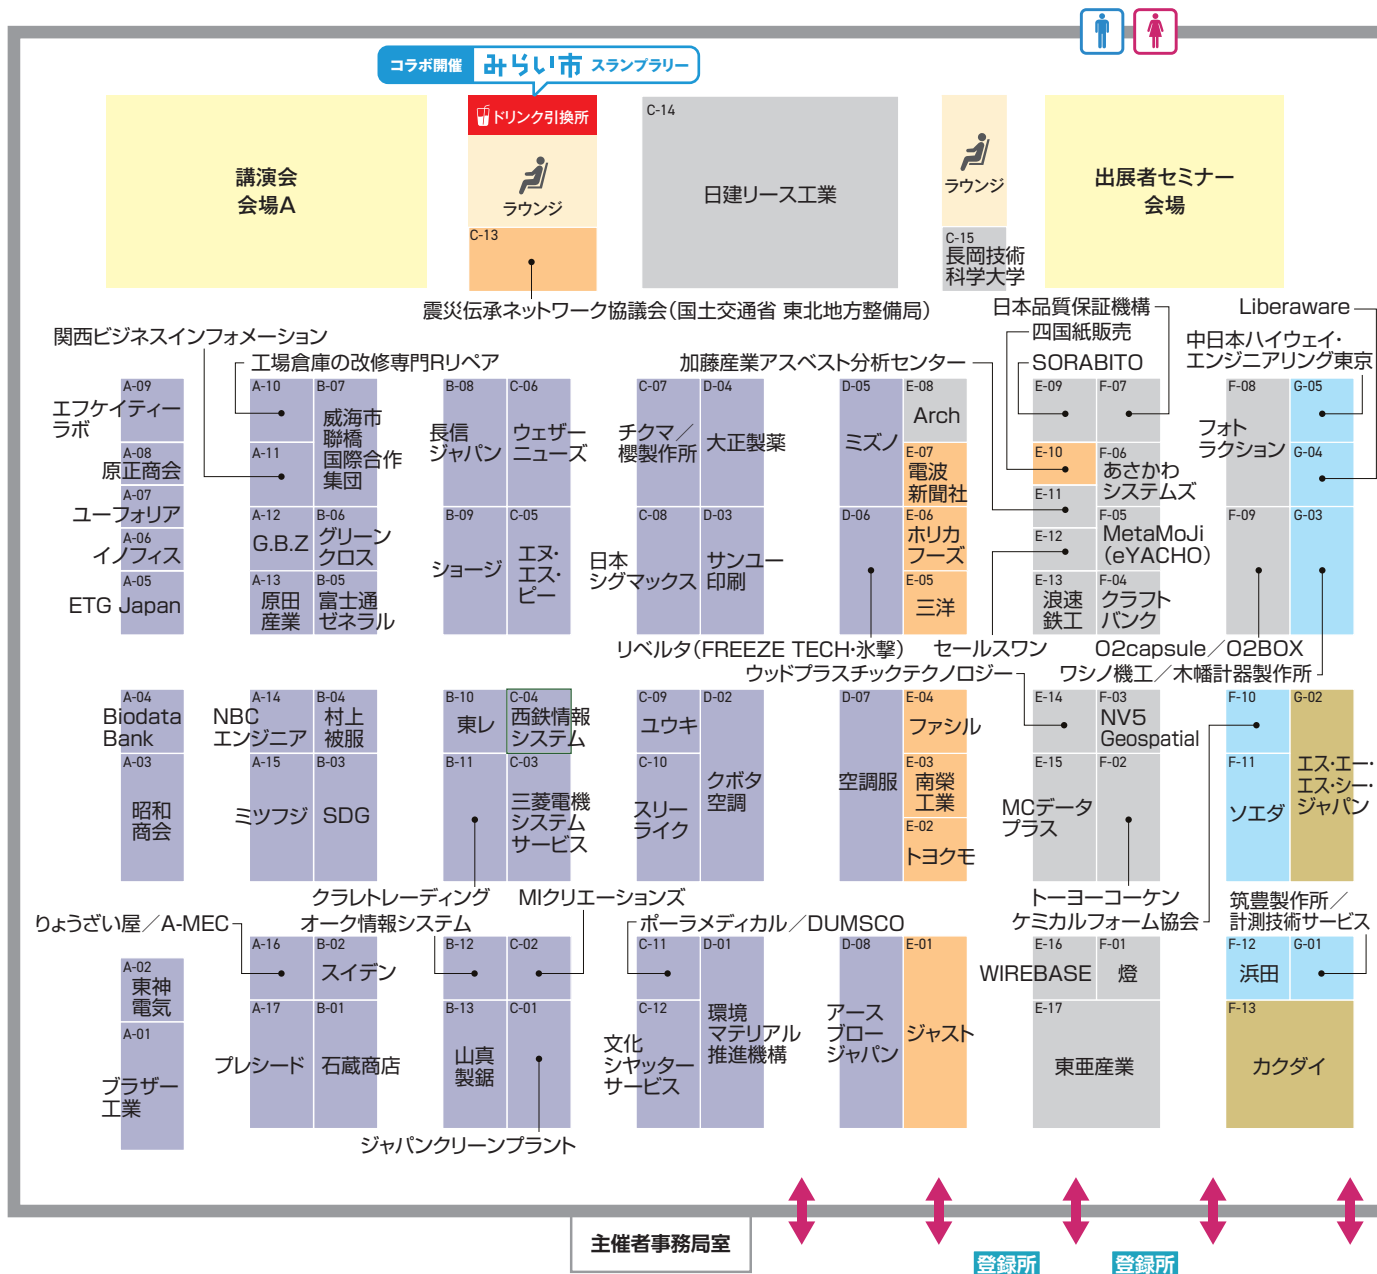 コラボ開催 みらい市 スランプラリー
ドリンク引換所
講演会
会場A
ラウンジ
C-13
C-14
日建リース工業
ラウンジ
C-15
長岡技術
科学大学
出展者セミナー
会場
震災伝承ネットワーク協議会(国土交通省 東北地方整備局)
日本品質保証機構
四国紙販売
SORABITO
Liberaware
中日本ハイウェイ・
エンジニアリング東京
関西ビジネスインフォメーション
工場倉庫の改修専門Rリペア
加藤産業アスベスト分析センター
A-09
エフケイティー
ラボ
A-08
原正商会
A-07
ユーフォリア
A-06
イノフィス
A-05
ETG Japan
A-10
A-11
A-12
G.B.Z
A-13
原田
産業
B-07
威海市
聯橋
国際合作
集団
B-06
グリーン
クロス
B-05
富士通
ゼネラル
B-08
長信
ジャパン
B-09
ショージ
C-06
ウェザー
ニューズ
C-05
エヌ・
エス・
ピー
C-07
チクマ／
櫻製作所
C-08
日本
シグマックス
D-04
大正製薬
D-03
サンユー
印刷
D-05
ミズノ
D-06
E-08
Arch
E-07
電波
新聞社
E-06
ホリカ
フーズ
E-05
三洋
E-09
E-10
E-11
E-12
E-13
浪速
鉄工
F-07
F-06
あさかわ
システムズ
F-05
MetaMoJi
(eYACHO)
F-04
クラフト
バンク
F-08
フォト
ラクション
F-09
G-05
G-04
G-03
リベルタ(FREEZE TECH・氷撃)
セールスワン
O2capsule／O2BOX
ウッドプラスチックテクノロジー
ワシノ機工／木幡計器製作所
A-04
Biodata
Bank
A-03
昭和
商会
A-14
NBC
エンジニア
A-15
ミツフジ
B-04
村上
被服
B-03
SDG
B-10
東レ
B-11
C-04
西鉄情報
システム
C-03
三菱電機
システム
サービス
C-09
ユウキ
C-10
スリー
ライク
D-02
クボタ
空調
D-07
空調服
E-04
ファシル
E-03
南榮
工業
E-02
トヨクモ
E-14
E-15
MCデータ
プラス
F-03
NV5
Geospatial
F-02
F-10
F-11
ソエダ
G-02
エス・エー・
エス・シー・
ジャパン
クラレトレーディング
MIクリエーションズ
トーヨーコーケン
りょうざい屋／A-MEC
オーク情報システム
ポーラメディカル／DUMSCO
ケミカルフォーム協会
筑豊製作所／
計測技術サービス
A-02
東神
電気
A-01
ブラザー
工業
A-16
A-17
プレシード
B-02
スイデン
B-01
石蔵商店
B-12
B-13
山真
製鋸
C-02
C-01
C-11
C-12
文化
シヤッター
サービス
D-01
環境
マテリアル
推進機構
D-08
アース
ブロー
ジャパン
E-01
ジャスト
E-16
WIREBASE
F-01
燈
E-17
東亜産業
F-12
浜田
G-01
F-13
カクダイ
ジャパンクリーンプラント
主催者事務局室
登録所
登録所